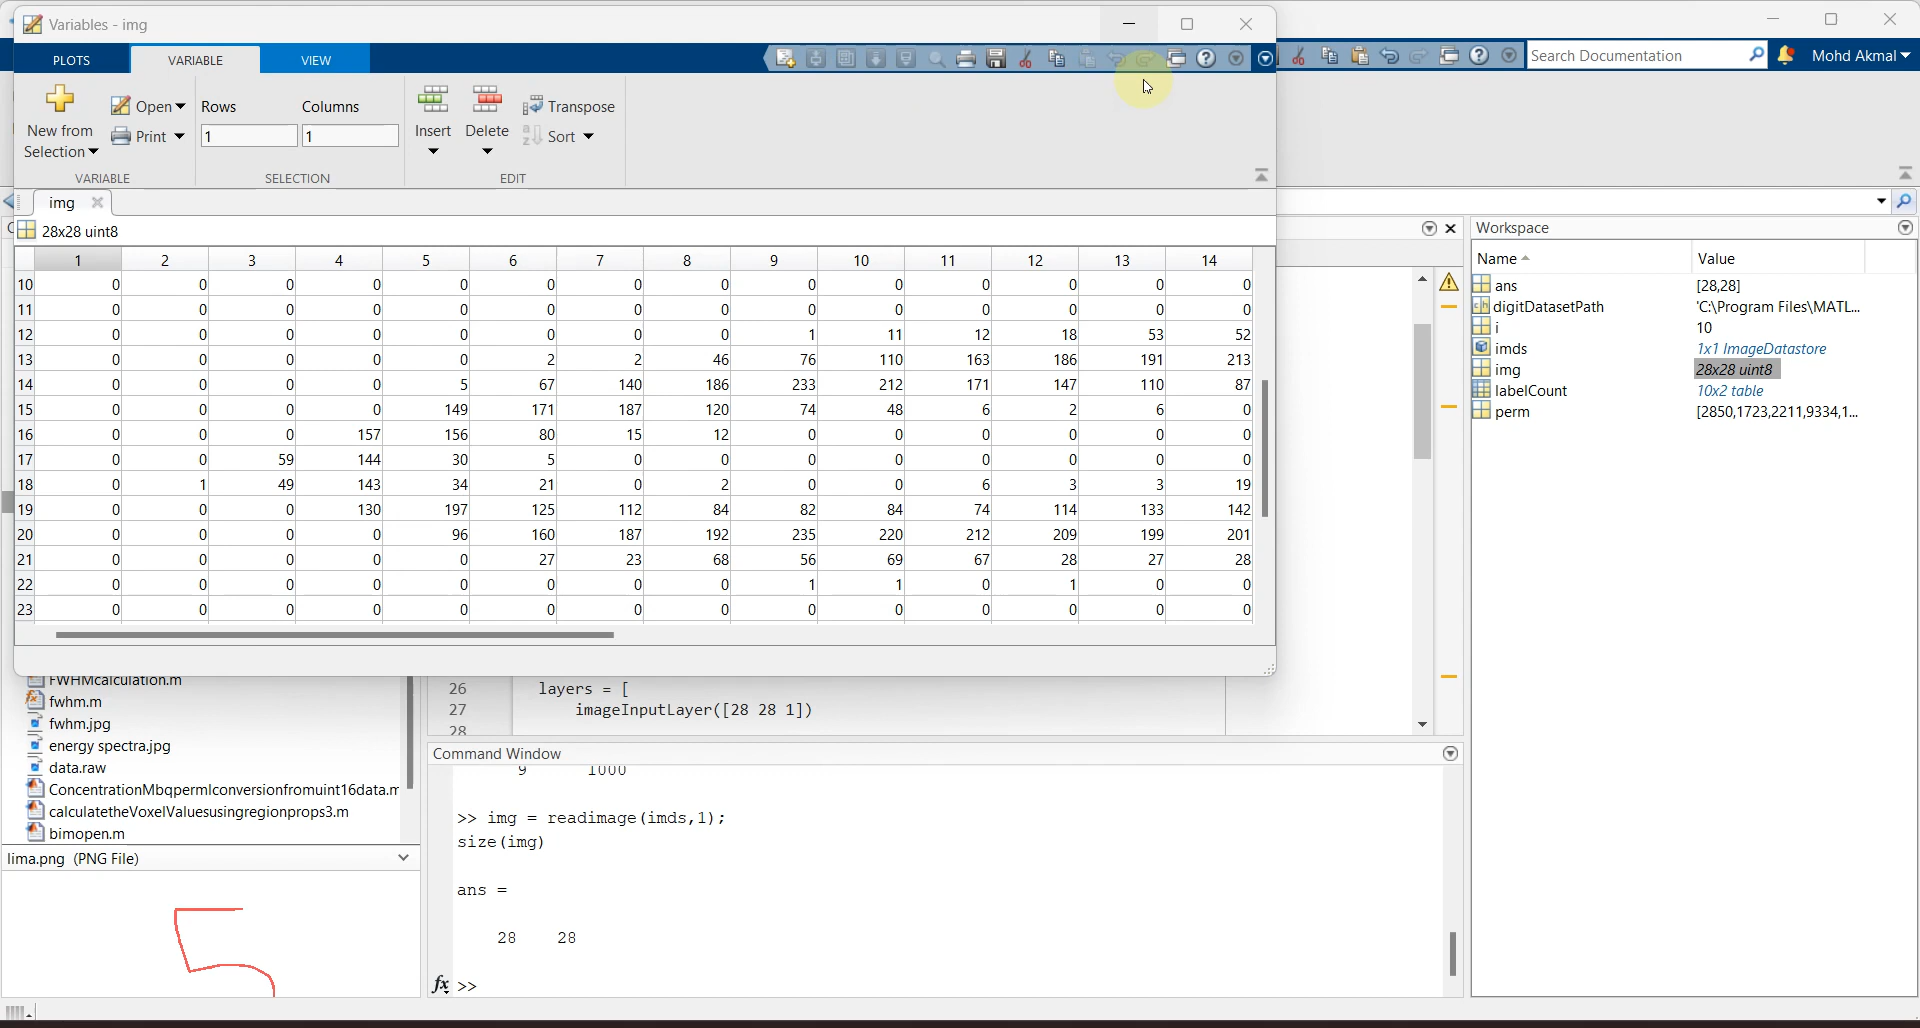 Variables - img
PLOTS VARIABLE VIEW
Search Documentation Mohd Akmal
New from Selection Open Print Rows Columns Insert Delete Transpose Sort
1 1
VARIABLE SELECTION EDIT
img
28x28 uint8
1 2 3 4 5 6 7 8 9 10 11 12 13 14
10 0 0 0 0 0 0 0 0 0 0 0 0 0 0
11 0 0 0 0 0 0 0 0 0 0 0 0 0 0
12 0 0 0 0 0 0 0 0 1 11 12 18 53 52
13 0 0 0 0 0 2 2 46 76 110 163 186 191 213
14 0 0 0 0 5 67 140 186 233 212 171 147 110 87
15 0 0 0 0 149 171 187 120 74 48 6 2 6 0
16 0 0 0 157 156 80 15 12 0 0 0 0 0 0
17 0 0 59 144 30 5 0 0 0 0 0 0 0 0
18 0 1 49 143 34 21 0 2 0 0 6 3 3 19
19 0 0 0 130 197 125 112 84 82 84 74 114 133 142
20 0 0 0 0 96 160 187 192 235 220 212 209 199 201
21 0 0 0 0 0 27 23 68 56 69 67 28 27 28
22 0 0 0 0 0 0 0 0 1 1 0 1 0 0
23 0 0 0 0 0 0 0 0 0 0 0 0 0 0
Workspace
Name Value
ans [28,28]
digitDatasetPath 'C:\Program Files\MATL...
i 10
imds 1x1 ImageDatastore
img 28x28 uint8
labelCount 10x2 table
perm [2850,1723,2211,9334,1...
FWHMcalculation.m
fwhm.m
fwhm.jpg
energy spectra.jpg
data.raw
ConcentrationMbqpermlconversionfromuint16data.m
calculatetheVoxelValuesusingregionprops3.m
bimopen.m
lima.png (PNG File)
5
26 layers = [
27 imageInputLayer([28 28 1])
28
Command Window
9 1000
>> img = readimage(imds,1);
size(img)
ans =
28 28
fx >>